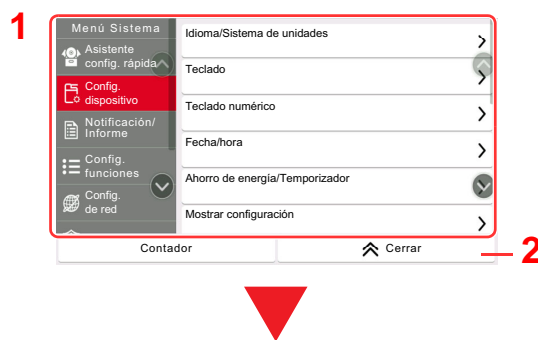 1
Menú Sistema
Asistente
config. rápida
Config.
dispositivo
Notificación/
Informe
Config.
funciones
Config.
de red
Idioma/Sistema de unidades
Teclado
Teclado numérico
Fecha/hora
Ahorro de energía/Temporizador
Mostrar configuración
Contador
Cerrar
2